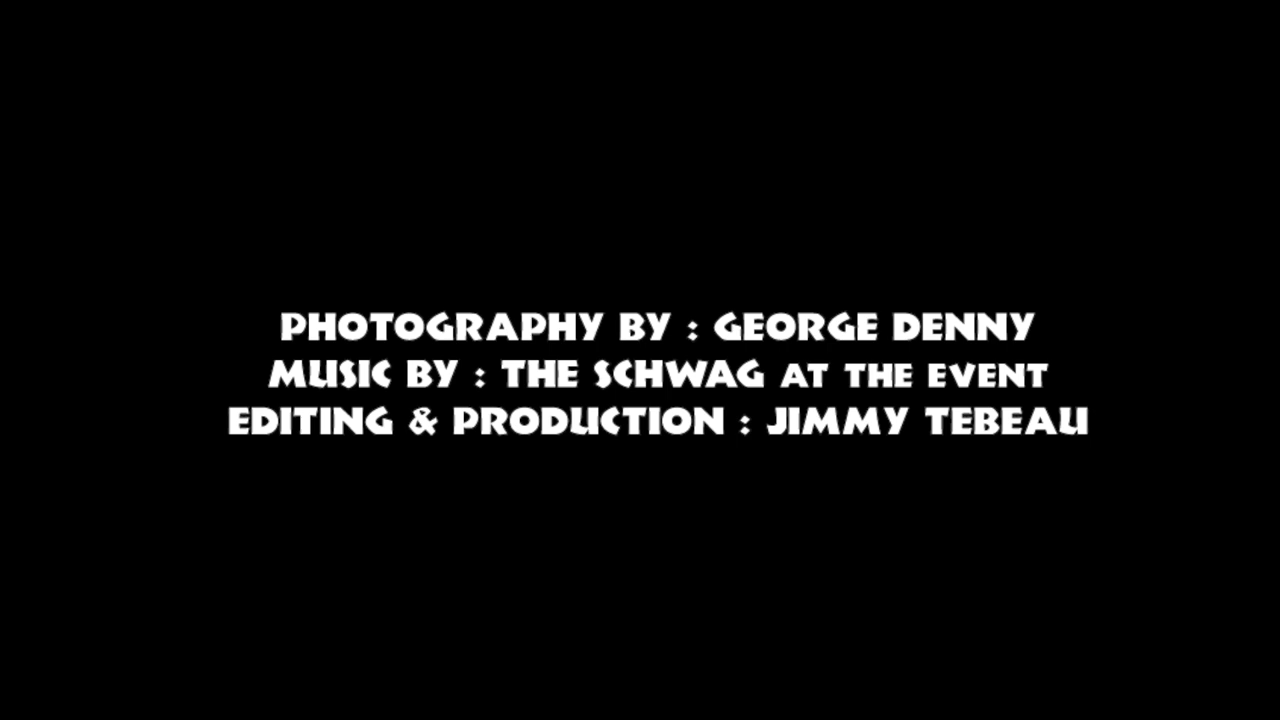 PHOTOGRAPHY BY : GEORGE DENNY
MUSIC BY : THE SCHWAG AT THE EVENT
EDITING & PRODUCTION : JIMMY TEBEAU